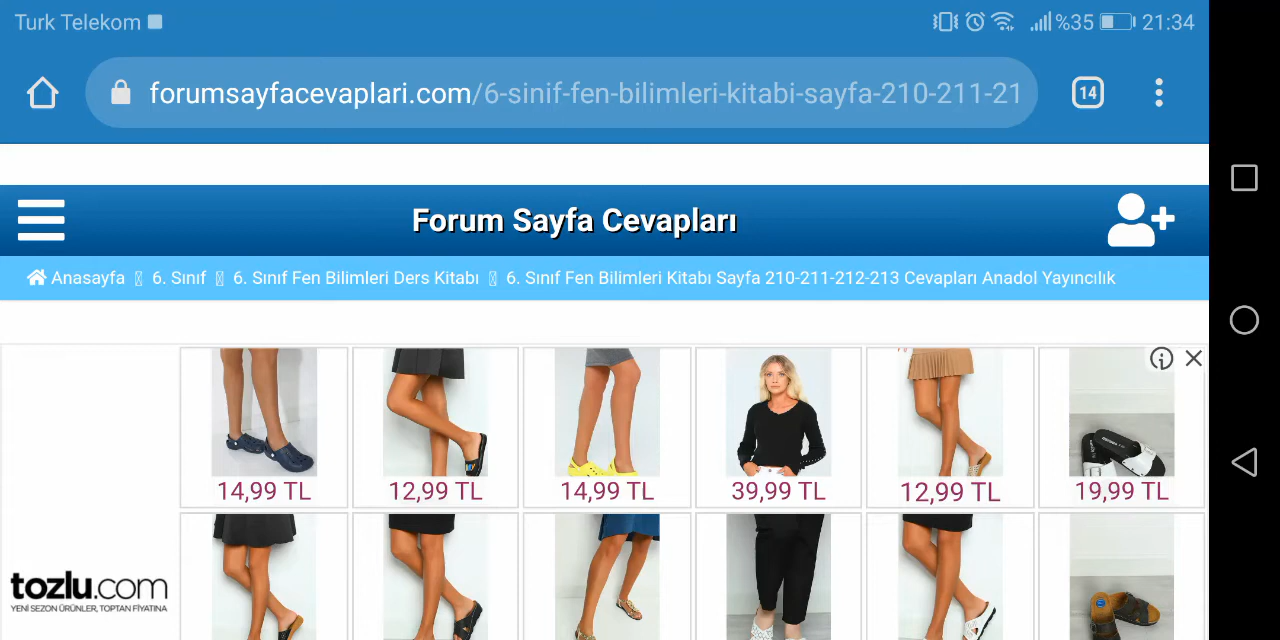 Turk Telekom %35 21:34
forumsayfacevaplari.com/6-sinif-fen-bilimleri-kitabi-sayfa-210-211-21 14
Forum Sayfa Cevapları
Anasayfa 6. Sınıf 6. Sınıf Fen Bilimleri Ders Kitabı 6. Sınıf Fen Bilimleri Kitabı Sayfa 210-211-212-213 Cevapları Anadol Yayıncılık
14,99 TL 12,99 TL 14,99 TL 39,99 TL 12,99 TL 19,99 TL
tozlu.com
YENİ SEZON ÜRÜNLER, TOPTAN FİYATINA